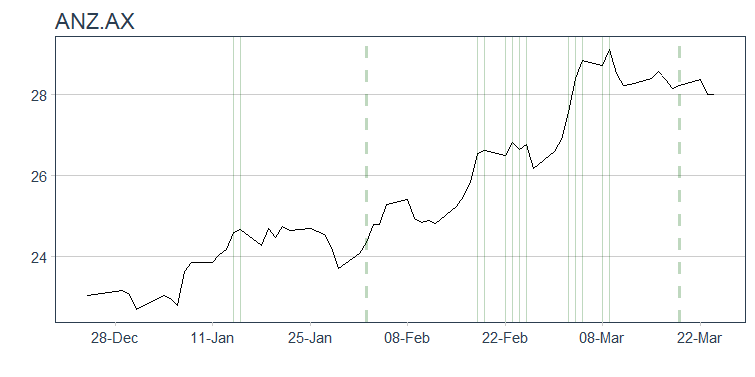 ANZ.AX
28
26
24
28-Dec
11-Jan
25-Jan
08-Feb
22-Feb
08-Mar
22-Mar